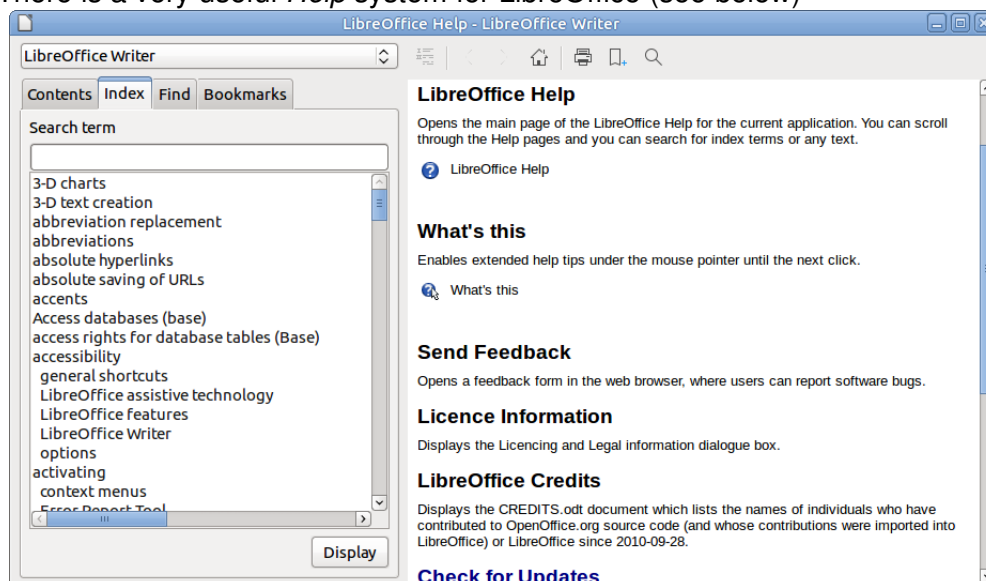 There is a very useful Help system for LibreOffice (see below)
LibreOffice Help - LibreOffice Writer
LibreOffice Writer
Contents Index Find Bookmarks
Search term
3-D charts
3-D text creation
abbreviation replacement
abbreviations
absolute hyperlinks
absolute saving of URLs
accents
Access databases (base)
access rights for database tables (Base)
accessibility
general shortcuts
LibreOffice assistive technology
LibreOffice features
LibreOffice Writer
options
activating
context menus
Error Report Tool
Display
LibreOffice Help
Opens the main page of the LibreOffice Help for the current application. You can scroll
through the Help pages and you can search for index terms or any text.
LibreOffice Help
What's this
Enables extended help tips under the mouse pointer until the next click.
What's this
Send Feedback
Opens a feedback form in the web browser, where users can report software bugs.
Licence Information
Displays the Licencing and Legal information dialogue box.
LibreOffice Credits
Displays the CREDITS.odt document which lists the names of individuals who have
contributed to OpenOffice.org source code (and whose contributions were imported into
LibreOffice) or LibreOffice since 2010-09-28.
Check for Updates